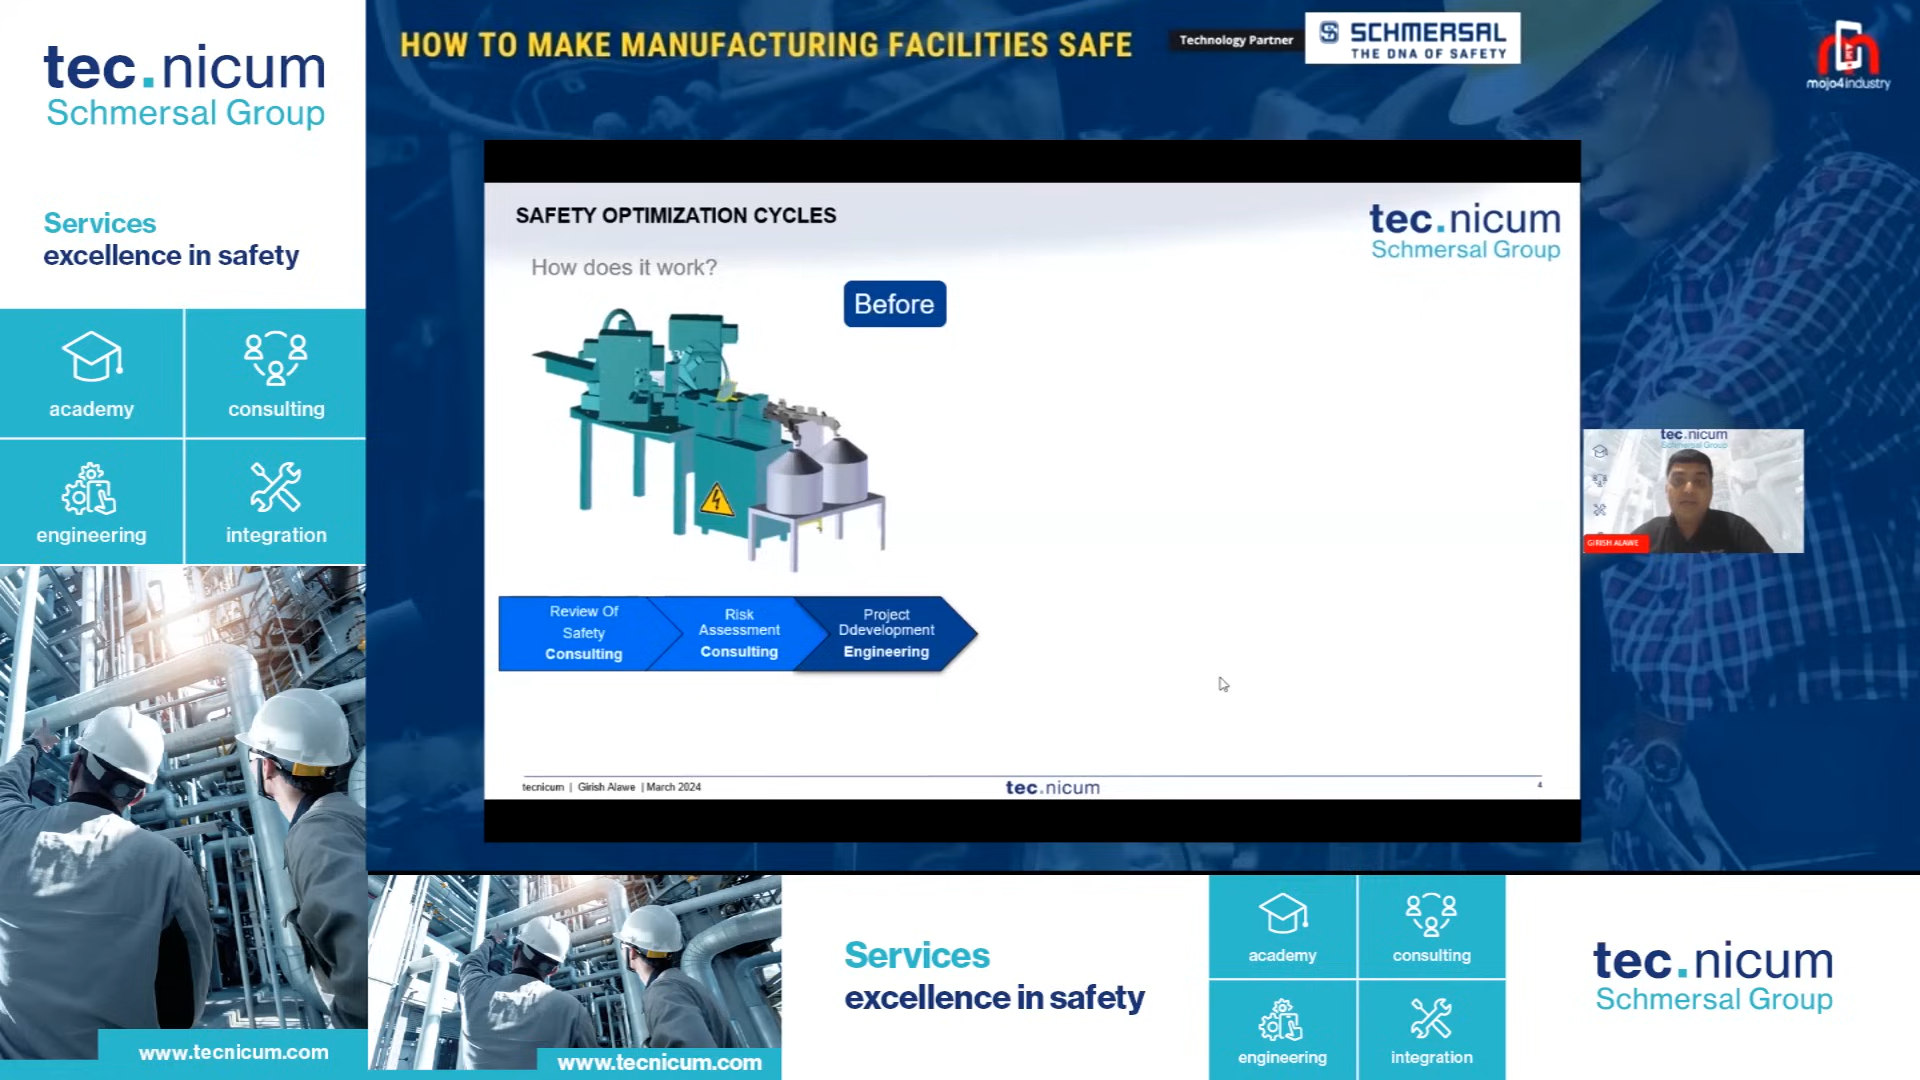 tec.nicum
Schmersal Group
Services
excellence in safety
academy
consulting
engineering
integration
www.tecnicum.com
HOW TO MAKE MANUFACTURING FACILITIES SAFE
Technology Partner
SCHMERSAL
THE DNA OF SAFETY
mojo4industry
SAFETY OPTIMIZATION CYCLES
tec.nicum
Schmersal Group
How does it work?
Before
Review Of
Safety
Consulting
Risk
Assessment
Consulting
Project
Ddevelopment
Engineering
tecnicum | Girish Alawe | March 2024
tec.nicum
4
tec.nicum
Schmersal Group
GIRISH ALAWE
www.tecnicum.com
Services
excellence in safety
academy
consulting
engineering
integration
tec.nicum
Schmersal Group